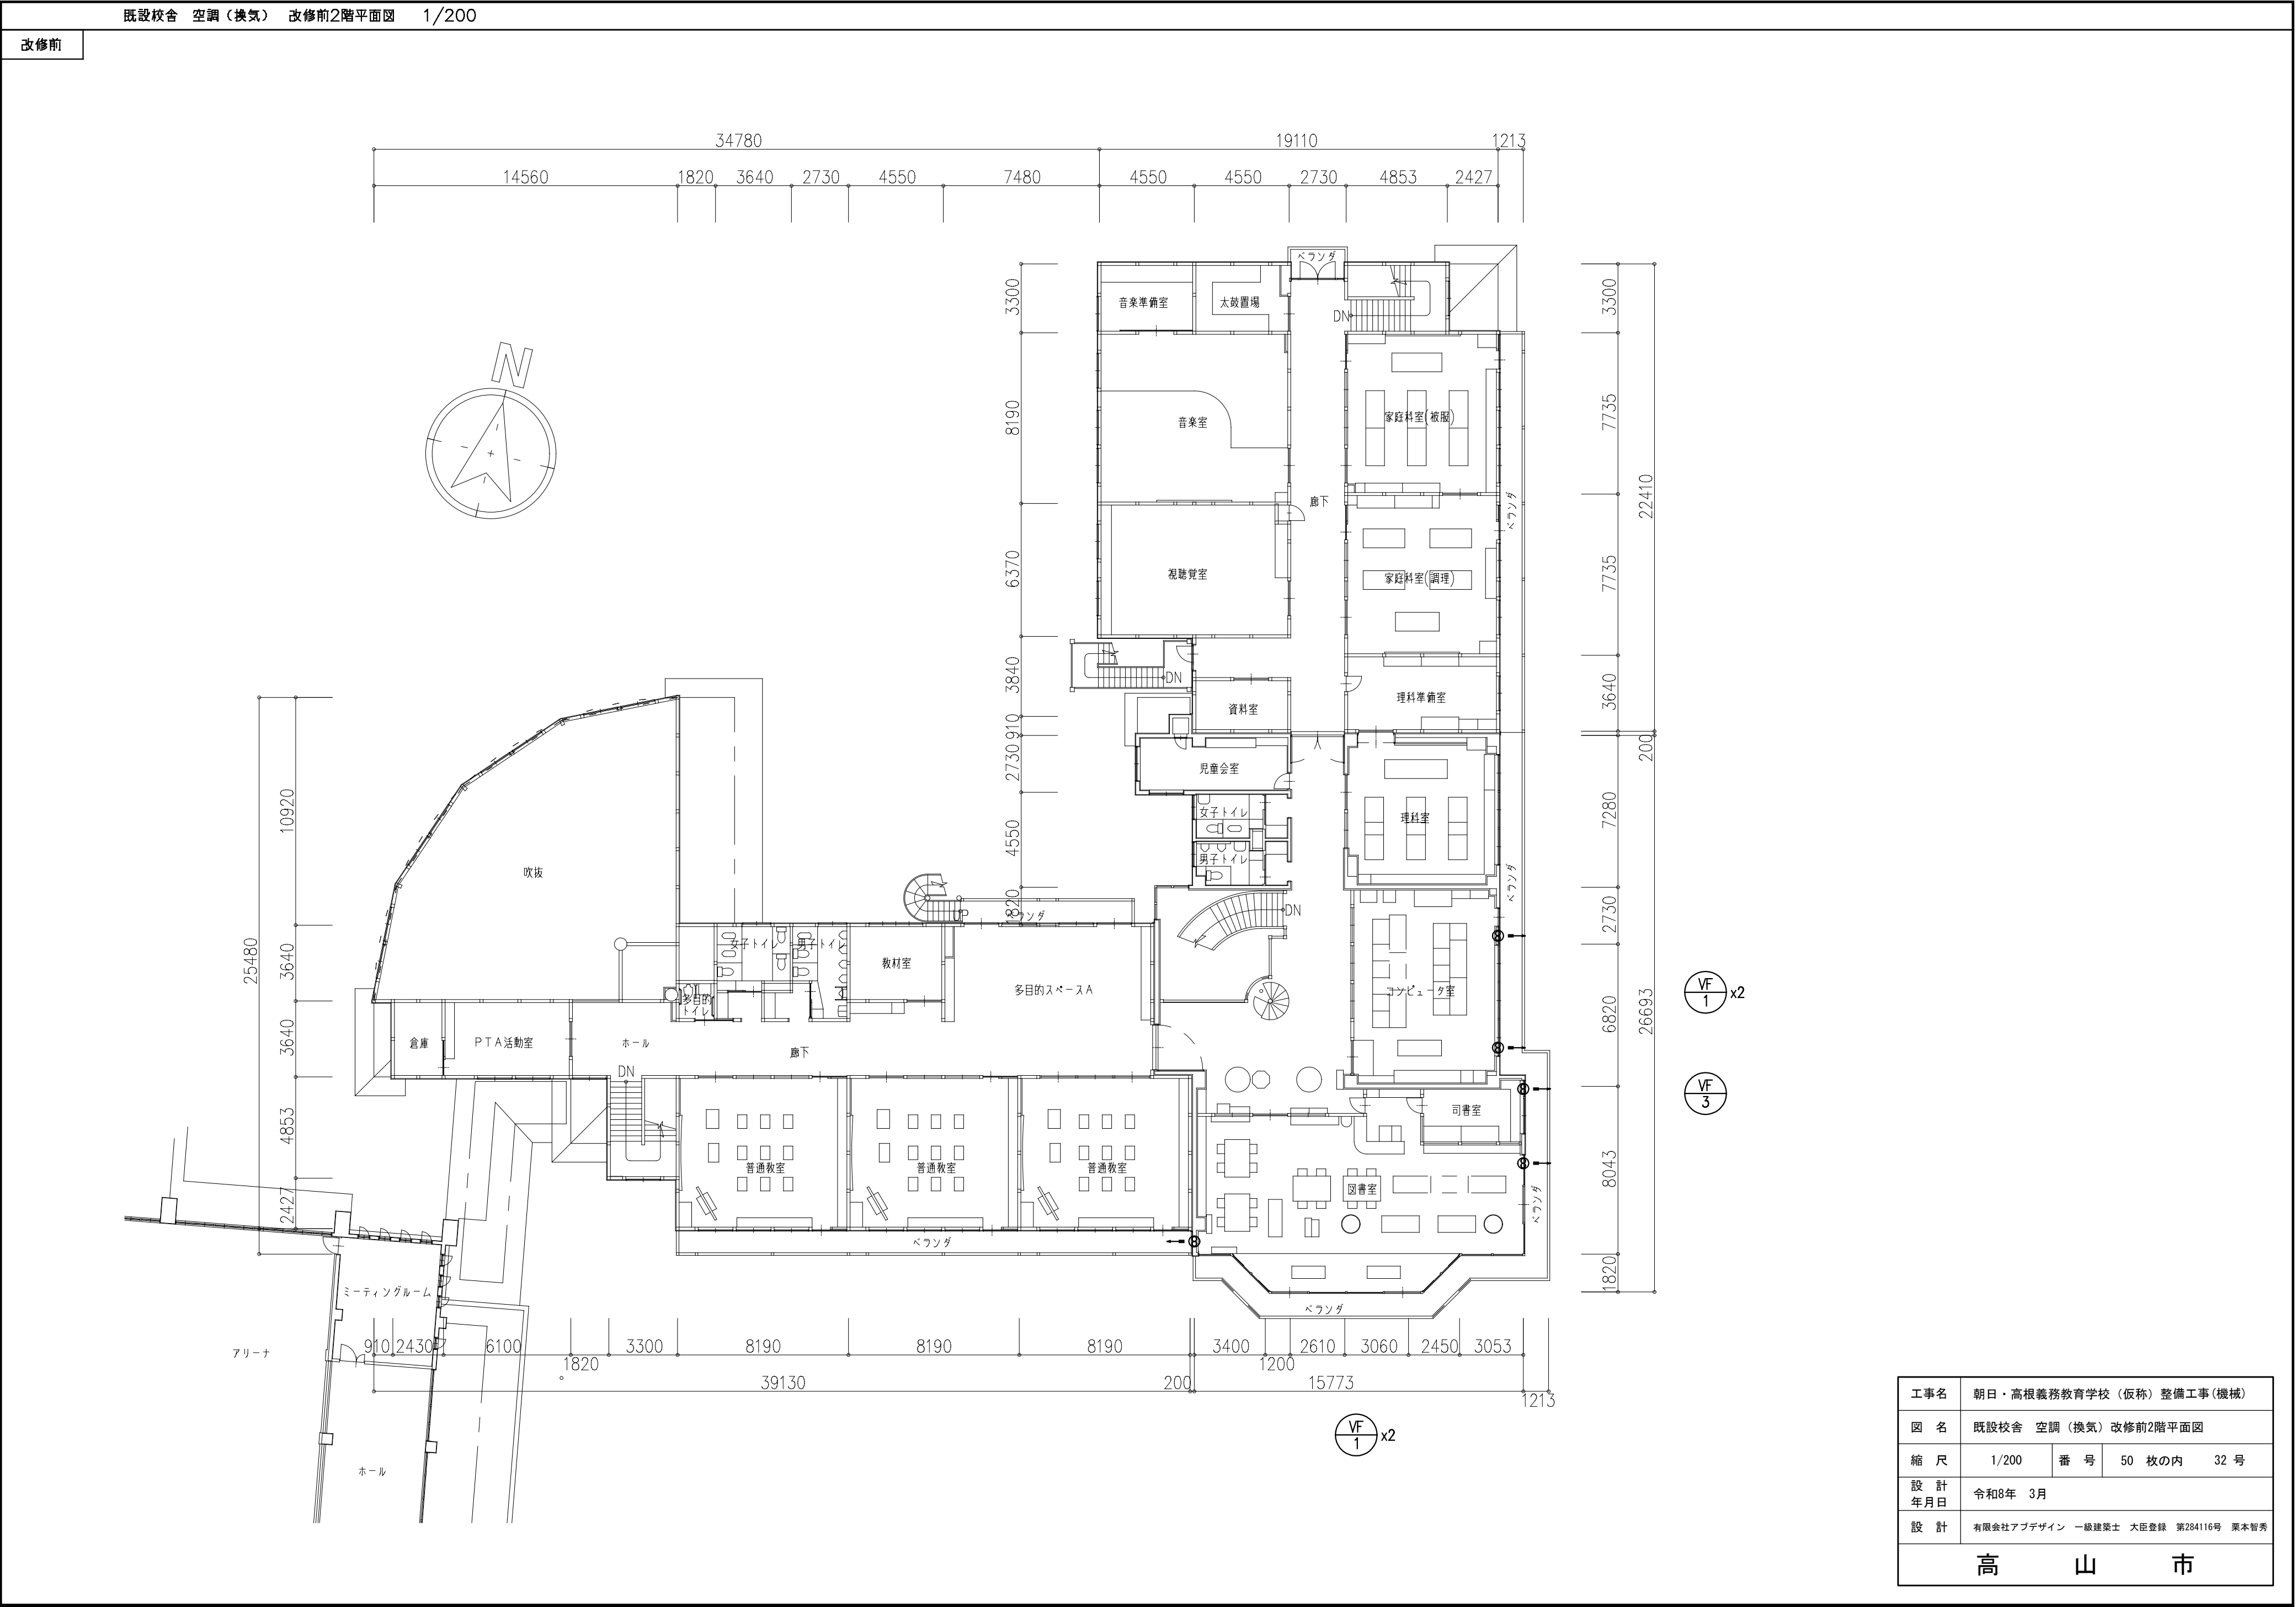 既設校舎　空調（換気）　改修前2階平面図　　1/200
改修前
34780
19110
1213
14560
1820
3640
2730
4550
7480
4550
4550
2730
4853
2427
N
ベランダ
音楽準備室
太鼓置場
DN
3300
3300
音楽室
家庭科室(被服)
8190
7735
22410
廊下
ベランダ
視聴覚室
家庭科室(調理)
6370
7735
DN
3840
資料室
理科準備室
3640
910
200
児童会室
2730
女子トイレ
男子トイレ
理科室
4550
7280
10920
吹抜
ベランダ
DN
ベランダ
2730
25480
3640
女子トイレ
男子トイレ
教材室
多目的スペースA
コンピュータ室
多目的
トイレ
VF
1
x2
6820
26693
3640
倉庫
PTA活動室
ホール
廊下
DN
VF
3
司書室
4853
普通教室
普通教室
普通教室
図書室
8043
2427
ベランダ
ベランダ
ミーティングルーム
1820
ベランダ
アリーナ
910
2430
6100
1820
3300
8190
8190
8190
3400
1200
2610
3060
2450
3053
39130
200
15773
1213
VF
1
x2
ホール
工事名　朝日・高根義務教育学校（仮称）整備工事(機械)
図　名　既設校舎　空調（換気）改修前2階平面図
縮　尺　1/200　番　号　50　枚の内　32　号
設　計
年月日　令和8年　3月
設　計　有限会社アブデザイン　一級建築士　大臣登録　第284116号　栗本智秀
高　山　市